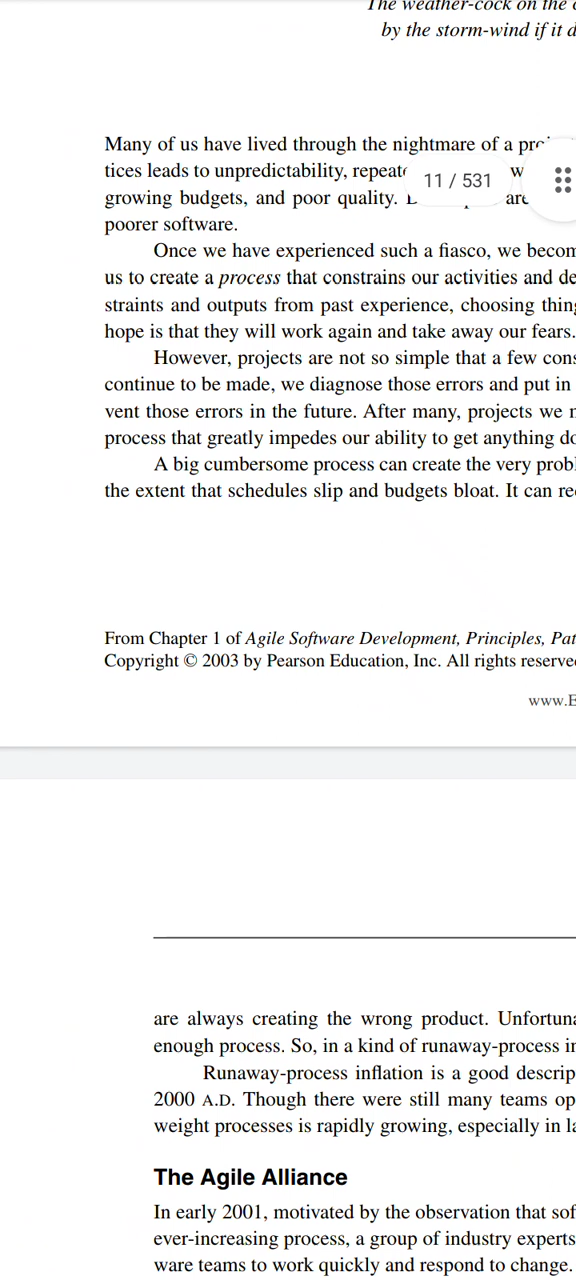 The weather-cock on the
by the storm-wind if it d
Many of us have lived through the nightmare of a proj
tices leads to unpredictability, repeate w
11 / 531
growing budgets, and poor quality. are
poorer software.
Once we have experienced such a fiasco, we becom
us to create a process that constrains our activities and de
straints and outputs from past experience, choosing thing
hope is that they will work again and take away our fears.
However, projects are not so simple that a few cons
continue to be made, we diagnose those errors and put in
vent those errors in the future. After many, projects we
process that greatly impedes our ability to get anything do
A big cumbersome process can create the very probl
the extent that schedules slip and budgets bloat. It can re
From Chapter 1 of Agile Software Development, Principles, Pat
Copyright © 2003 by Pearson Education, Inc. All rights reserve
www.E
are always creating the wrong product. Unfortuna
enough process. So, in a kind of runaway-process in
Runaway-process inflation is a good descrip
2000 A.D. Though there were still many teams op
weight processes is rapidly growing, especially in la
The Agile Alliance
In early 2001, motivated by the observation that sof
ever-increasing process, a group of industry experts
ware teams to work quickly and respond to change.